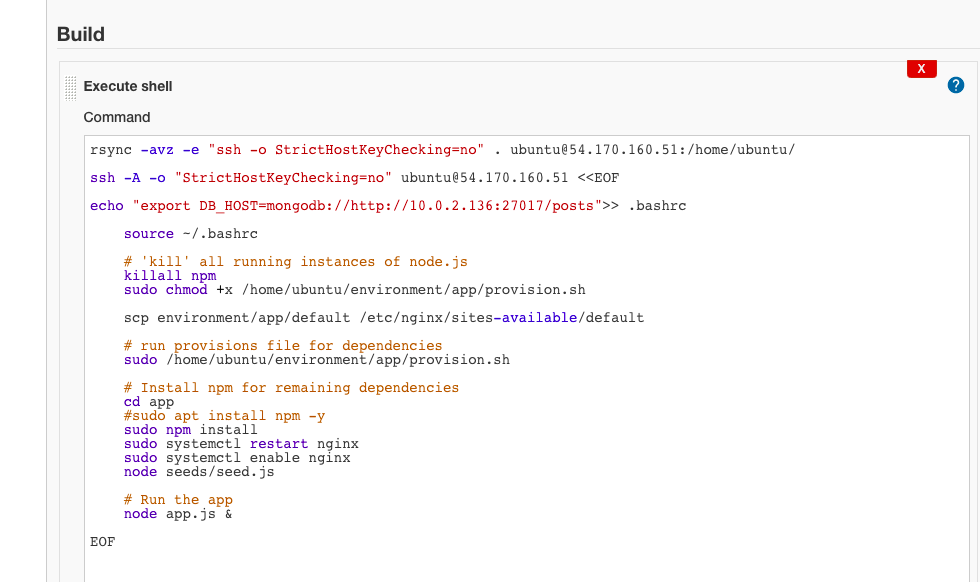 Build
X
Execute shell
?
Command
rsync -avz -e "ssh -o StrictHostKeyChecking=no" . ubuntu@54.170.160.51:/home/ubuntu/
ssh -A -o "StrictHostKeyChecking=no" ubuntu@54.170.160.51 <<EOF
echo "export DB_HOST=mongodb://http://10.0.2.136:27017/posts">> .bashrc
source ~/.bashrc
# 'kill' all running instances of node.js
killall npm
sudo chmod +x /home/ubuntu/environment/app/provision.sh
scp environment/app/default /etc/nginx/sites-available/default
# run provisions file for dependencies
sudo /home/ubuntu/environment/app/provision.sh
# Install npm for remaining dependencies
cd app
#sudo apt install npm -y
sudo npm install
sudo systemctl restart nginx
sudo systemctl enable nginx
node seeds/seed.js
# Run the app
node app.js &
EOF